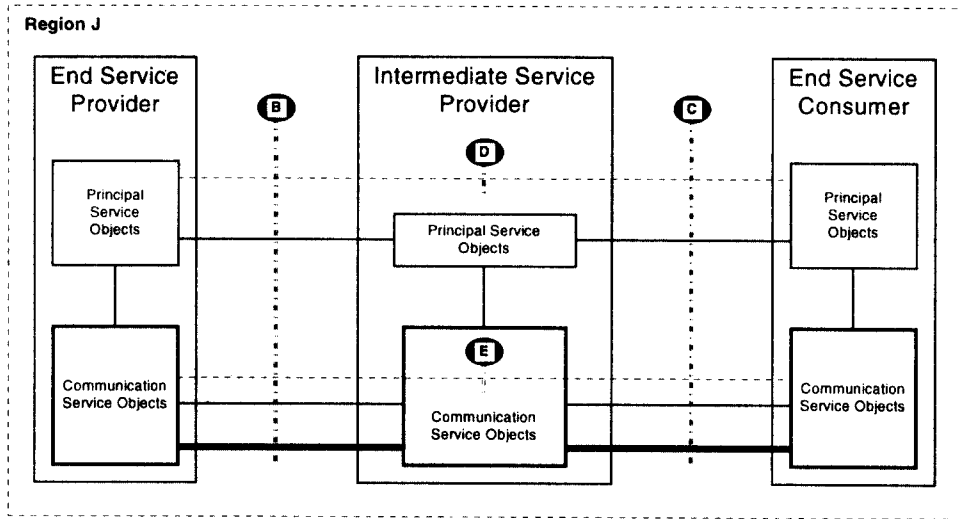 Region J
End Service
Provider
Intermediate Service
Provider
End Service
Consumer
B
C
D
Principal
Service
Objects
Principal Service
Objects
Principal
Service
Objects
E
Communication
Service Objects
Communication
Service Objects
Communication
Service Objects